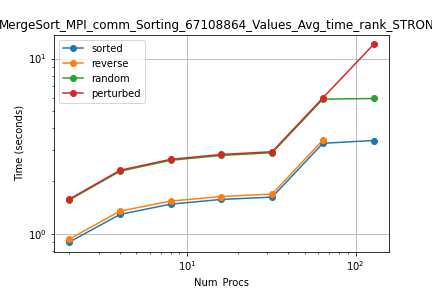 MergeSort_MPI_comm_Sorting_67108864_Values_Avg_time_rank_STRON
sorted
reverse
random
perturbed
Time (seconds)
10¹
10⁰
10¹
10²
Num_Procs